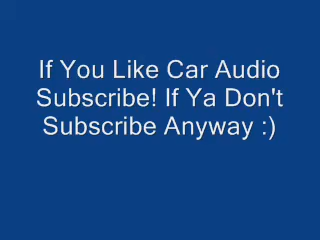 If You Like Car Audio
Subscribe! If Ya Don't
Subscribe Anyway :)